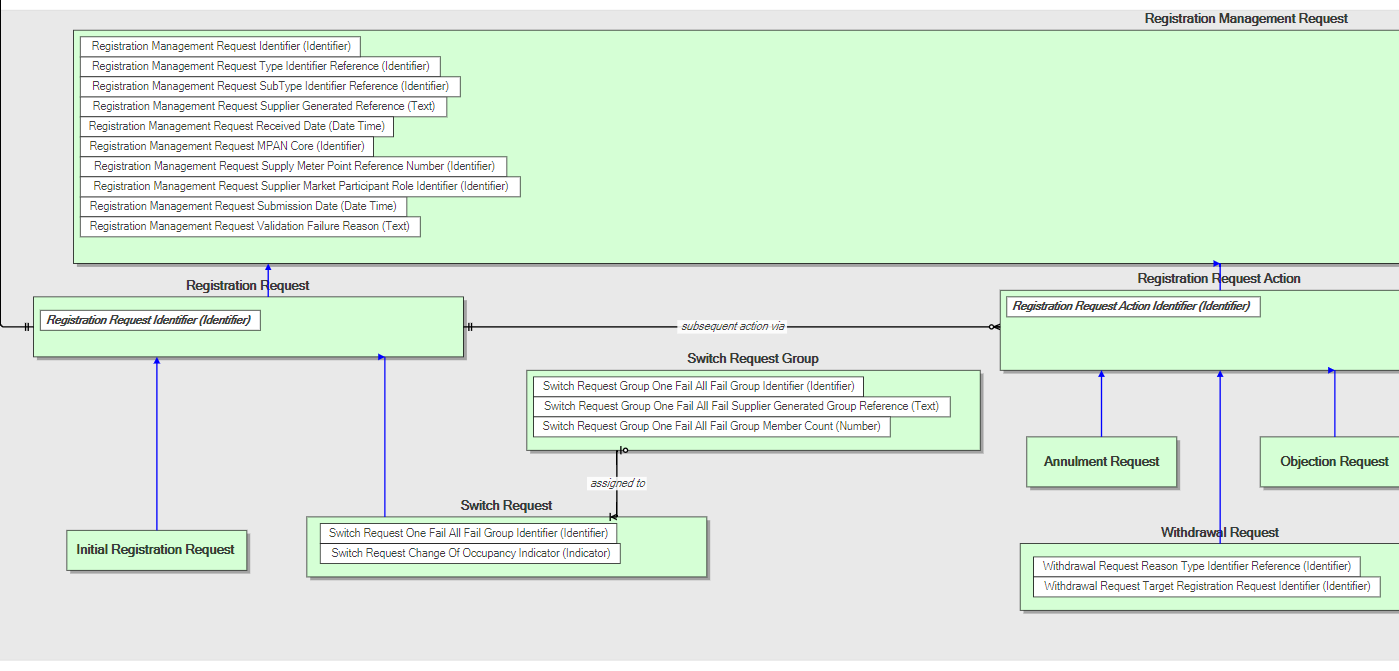 Registration Management Request
Registration Management Request Identifier (Identifier)
Registration Management Request Type Identifier Reference (Identifier)
Registration Management Request SubType Identifier Reference (Identifier)
Registration Management Request Supplier Generated Reference (Text)
Registration Management Request Received Date (Date Time)
Registration Management Request MPAN Core (Identifier)
Registration Management Request Supply Meter Point Reference Number (Identifier)
Registration Management Request Supplier Market Participant Role Identifier (Identifier)
Registration Management Request Submission Date (Date Time)
Registration Management Request Validation Failure Reason (Text)
Registration Request
Registration Request Identifier (Identifier)
subsequent action via
Registration Request Action
Registration Request Action Identifier (Identifier)
Switch Request Group
Switch Request Group One Fail All Fail Group Identifier (Identifier)
Switch Request Group One Fail All Fail Supplier Generated Group Reference (Text)
Switch Request Group One Fail All Fail Group Member Count (Number)
assigned to
Annulment Request
Objection Request
Switch Request
Switch Request One Fail All Fail Group Identifier (Identifier)
Switch Request Change Of Occupancy Indicator (Indicator)
Initial Registration Request
Withdrawal Request
Withdrawal Request Reason Type Identifier Reference (Identifier)
Withdrawal Request Target Registration Request Identifier (Identifier)